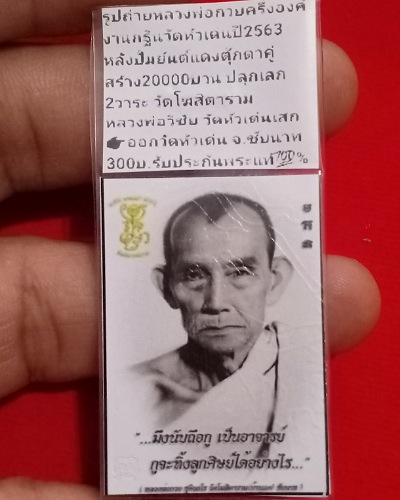 รูปถ่ายหลวงพ่อกวยครึ่งองค์
งานกฐินวัดหัวเด่นปี2563
หลังปั๊มยันต์แดงตุ๊กตาคู่
สร้าง20000บาน ปลุกเลก
2วาระ วัดโฆสิตาราม
หลวงพ่อวิชัย วัดหัวเด่นเสก
👉ออกวัดหัวเด่น จ.ชัยนาท
300บ.รับประกันพระแท้100%
"...มึงนับถือกู เป็นอาจารย์
กูจะทิ้งลูกศิษย์ได้อย่างไร..."